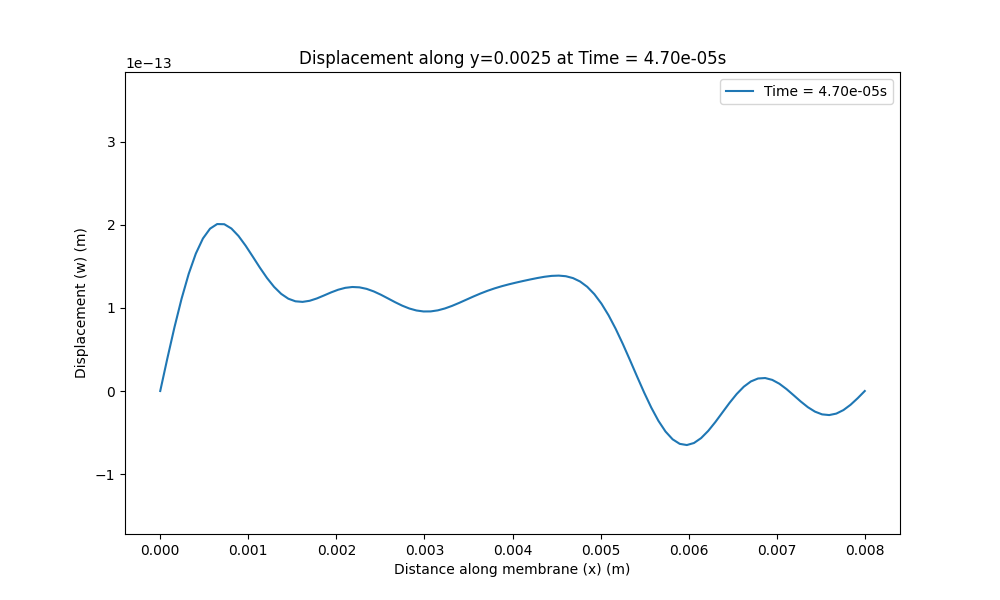 Displacement along y=0.0025 at Time = 4.70e-05s
1e−13
Time = 4.70e-05s
3
2
1
0
−1
Displacement (w) (m)
0.000 0.001 0.002 0.003 0.004 0.005 0.006 0.007 0.008
Distance along membrane (x) (m)